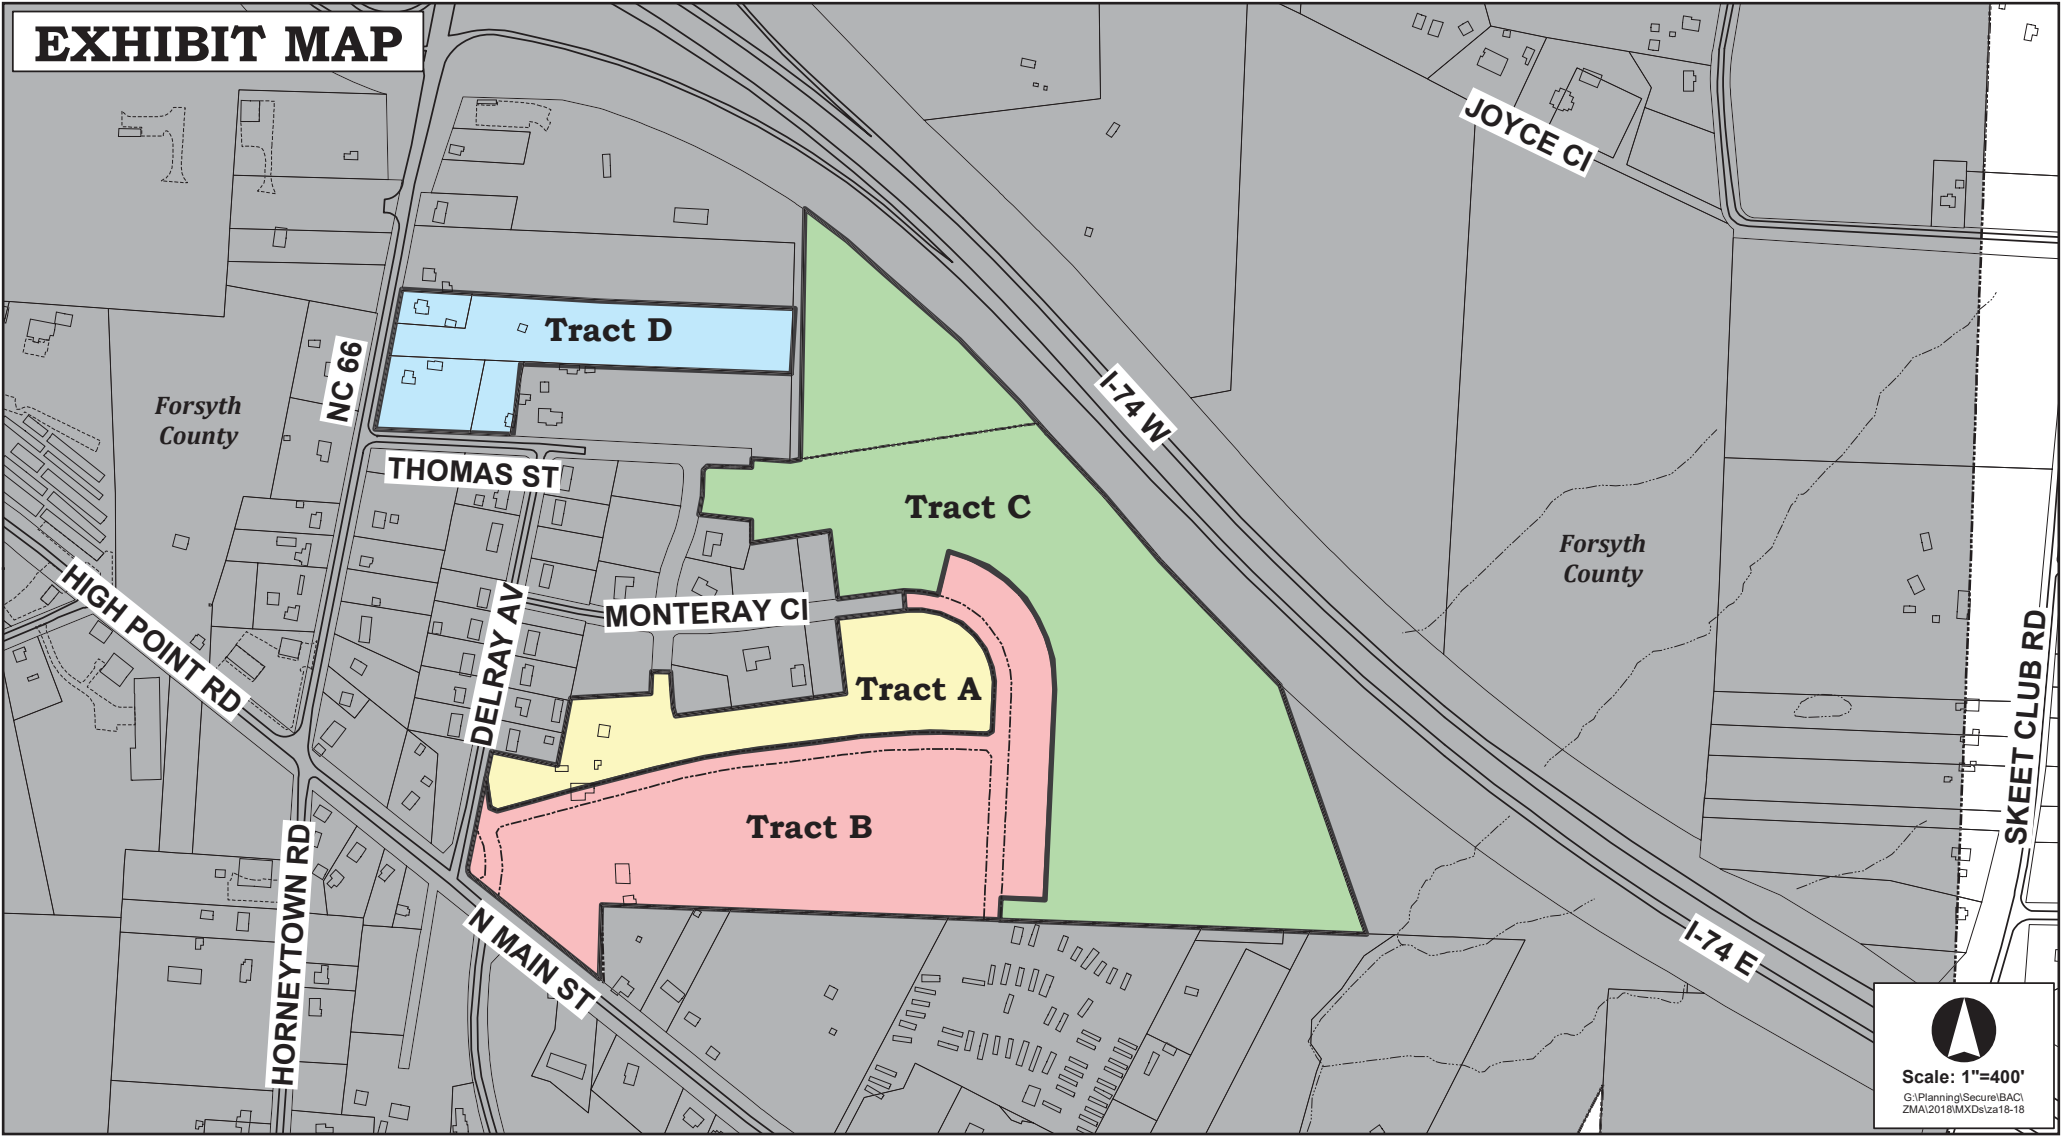 EXHIBIT MAP
JOYCE CI
Tract D
NC 66
I-74 W
Forsyth
County
THOMAS ST
Tract C
Forsyth
County
HIGH POINT RD
DELRAY AV
MONTERAY CI
Tract A
SKEET CLUB RD
Tract B
HORNEYTOWN RD
N MAIN ST
I-74 E
Scale: 1"=400'
G:\Planning\Secure\BAC\
ZMA\2018\MXDs\za18-18